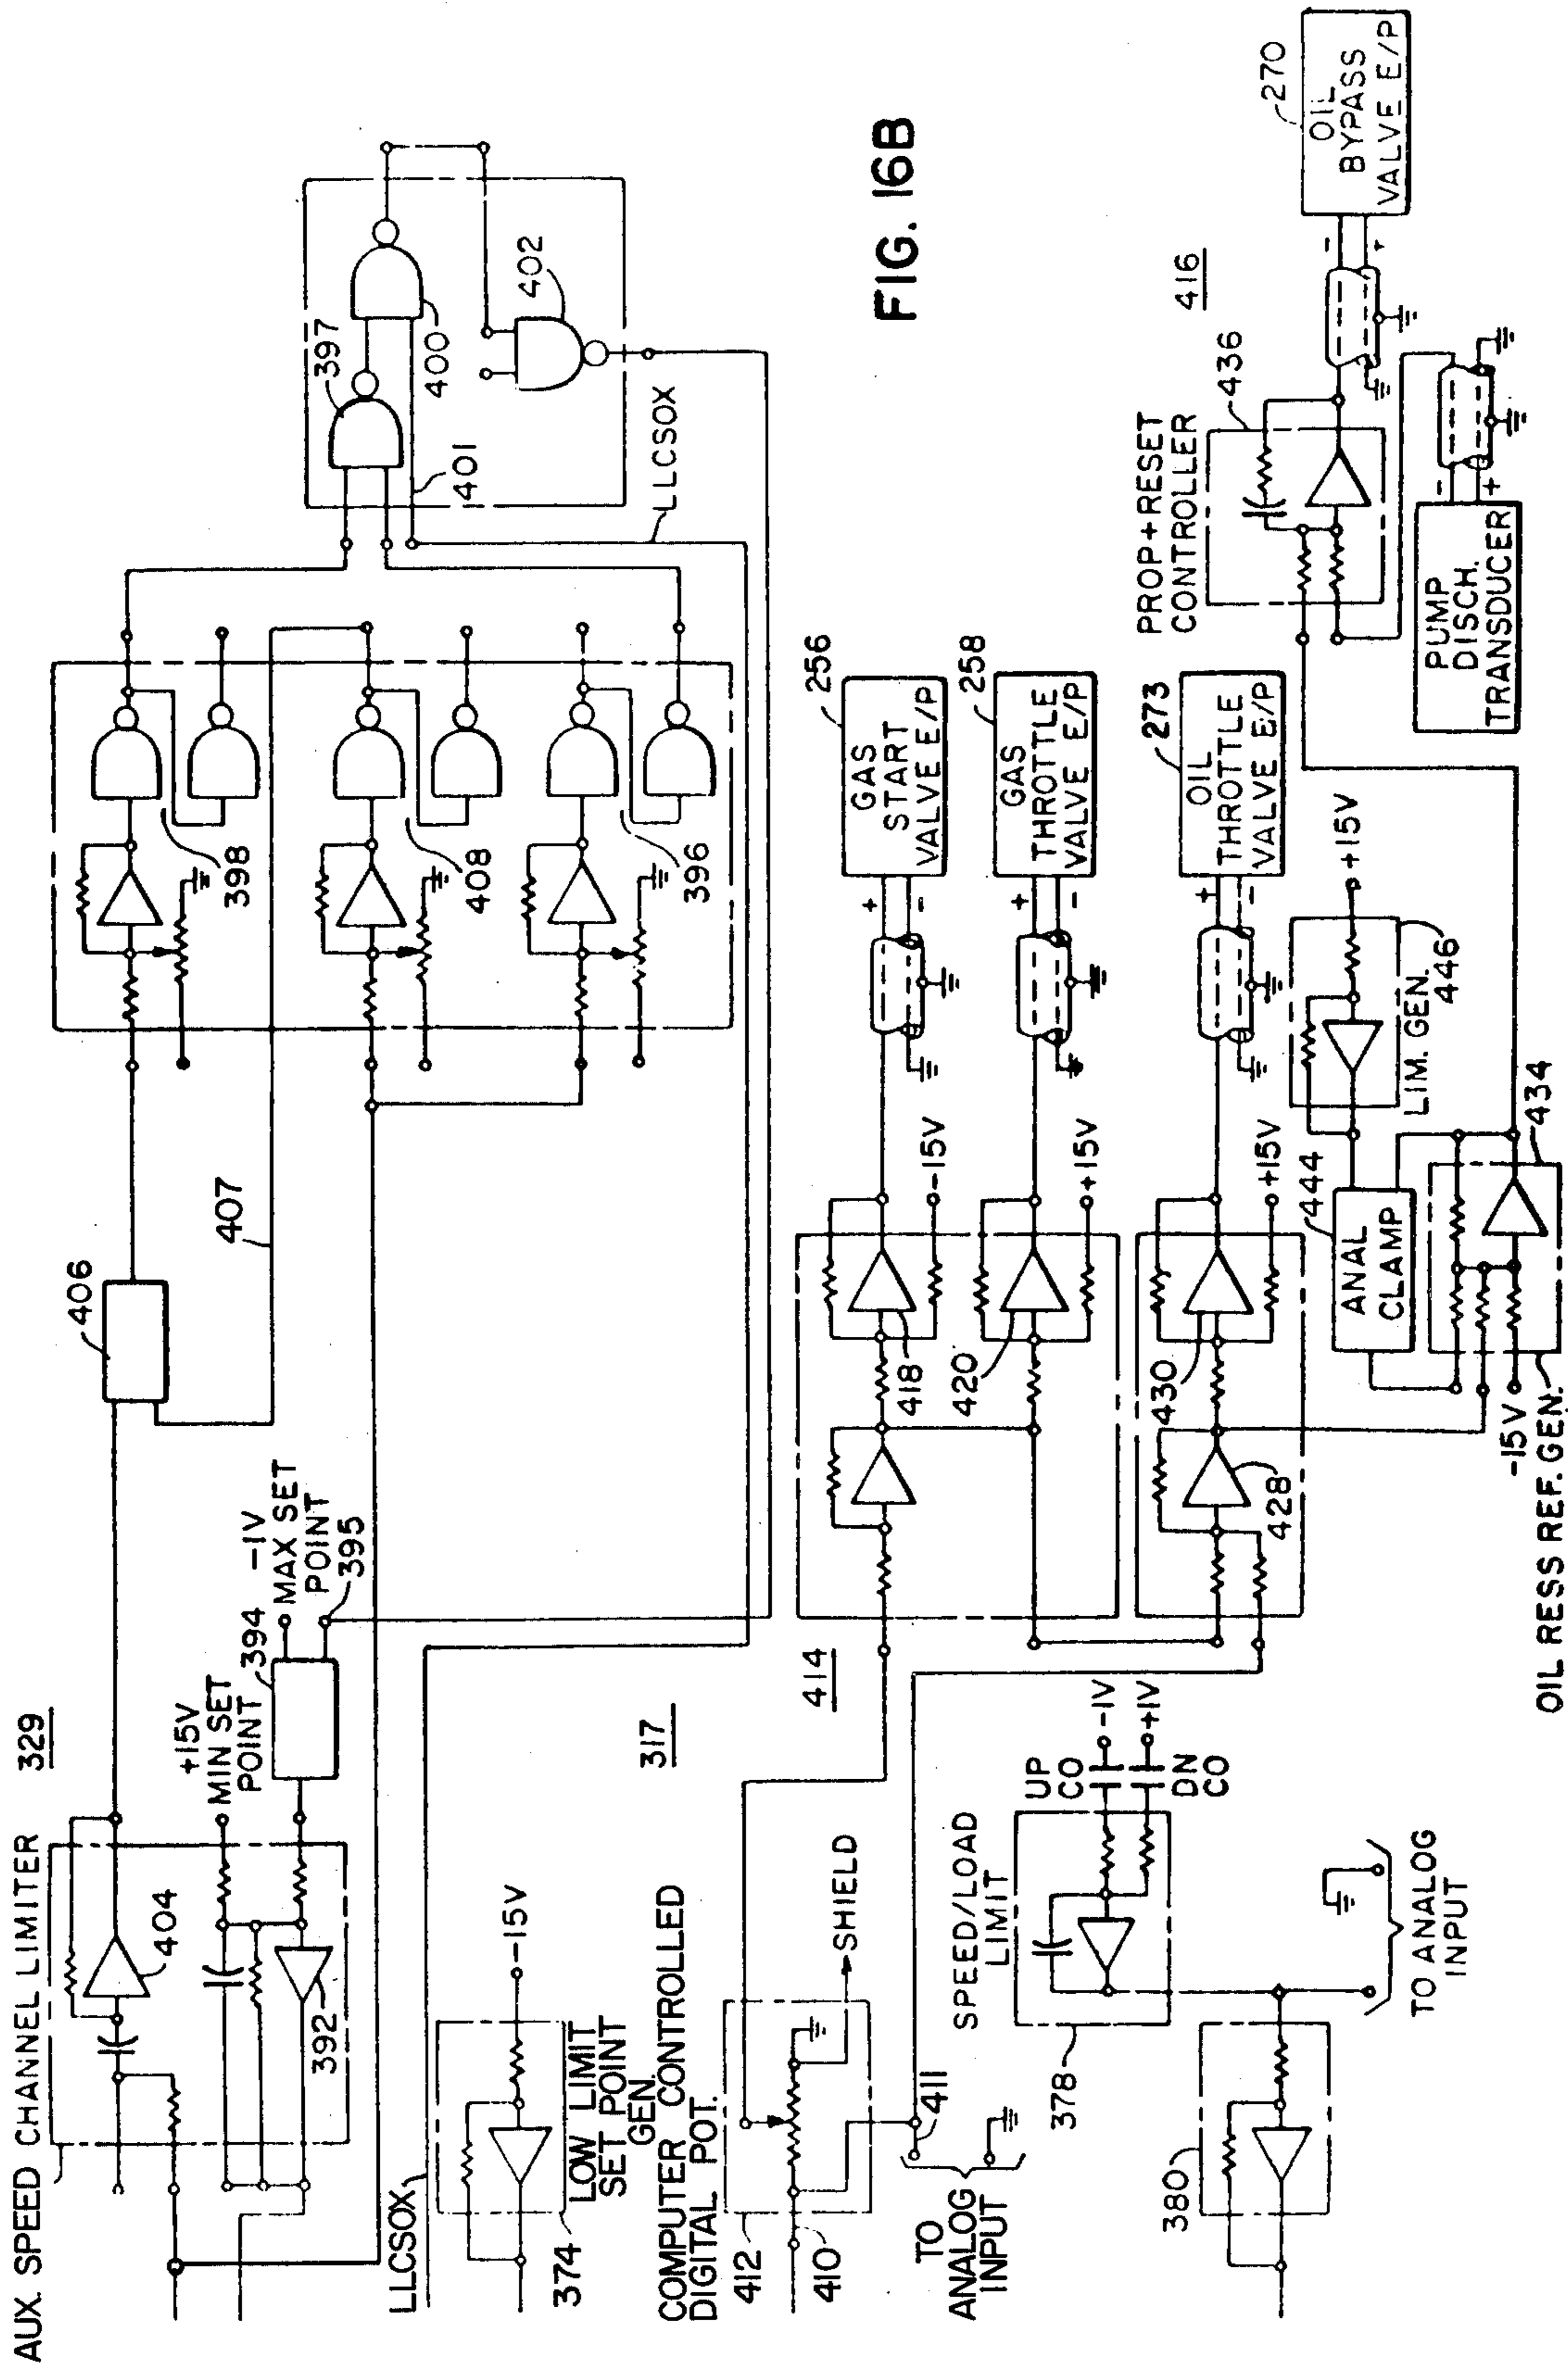 AUX. SPEED CHANNEL LIMITER
329
404
392
+15V
MIN SET
POINT
394
-1V
MAX SET
POINT
395
406
407
398
408
396
397
400
401
402
LLCSOX
LLCSOX
374
-15V
LOW LIMIT
SET POINT
GEN.
317
COMPUTER CONTROLLED
DIGITAL POT.
412
410
SHIELD
411
TO
ANALOG
INPUT
414
418
-15V
420
+15V
256
GAS
START
VALVE E/P
+
-
258
GAS
THROTTLE
VALVE E/P
+
-
273
OIL
THROTTLE
VALVE E/P
+
-
428
430
+15V
FIG. 16B
SPEED/LOAD
LIMIT
378
UP
CO
-1V
+1V
DN
CO
380
TO ANALOG
INPUT
444
ANAL
CLAMP
LIM. GEN.
446
+15V
434
-15V
OIL RESS REF. GEN.
PROP+RESET
CONTROLLER
436
416
270
OIL
BYPASS
VALVE E/P
-
+
PUMP
DISCH.
TRANSDUCER
-
+